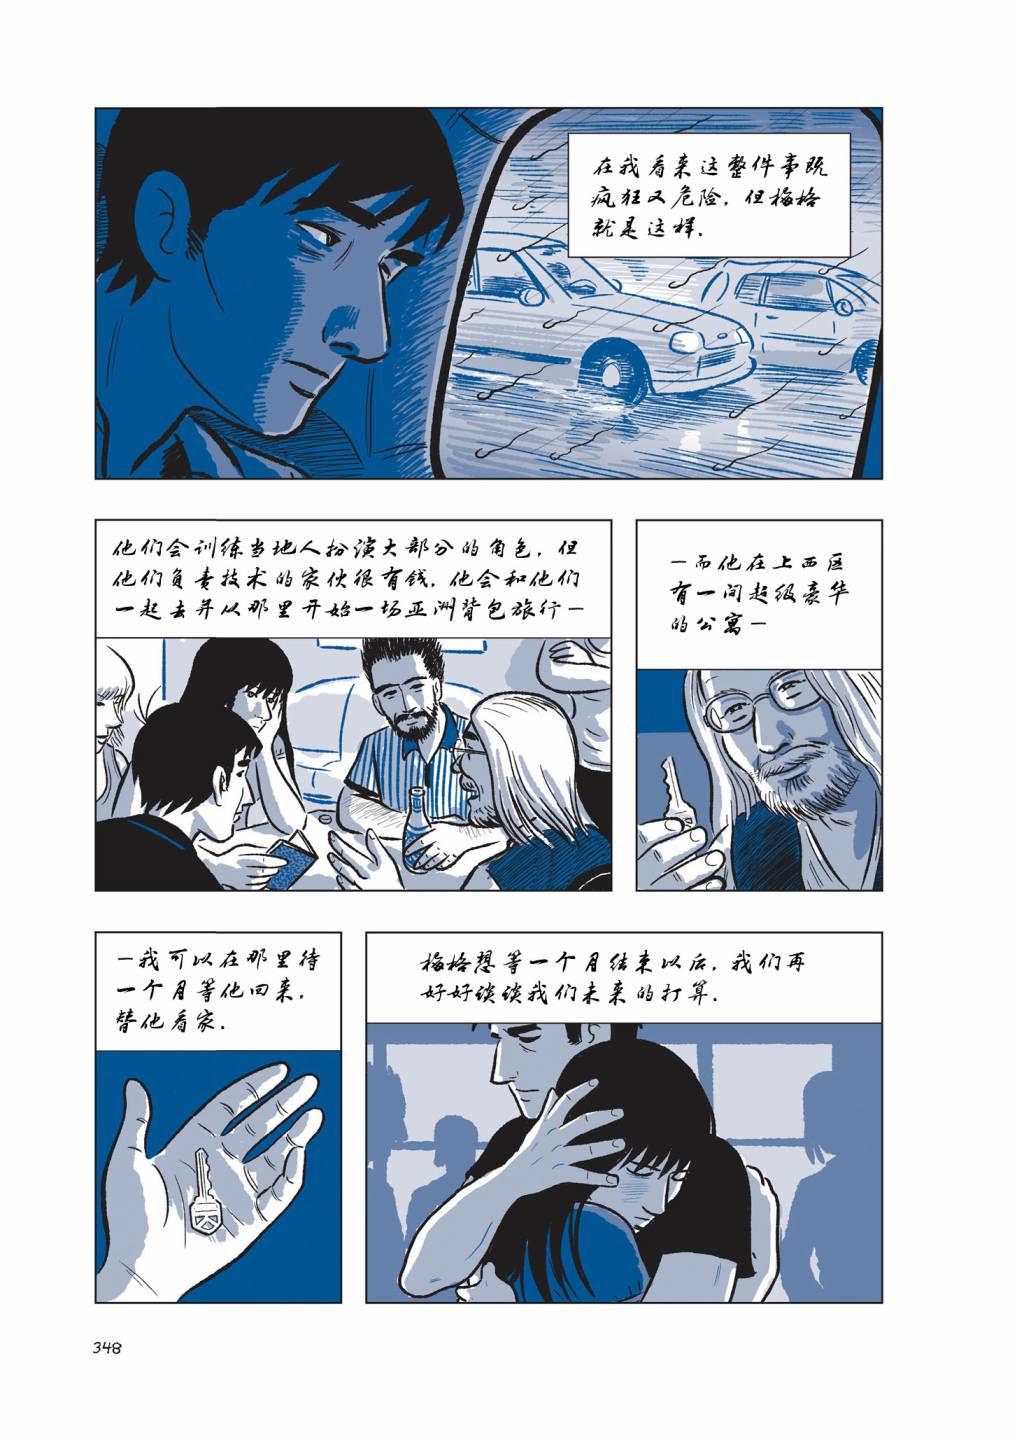 在我看来这整件事既
疯狂又危险，但梅格
就是这样．
他们会训练当地人扮演大部分的角色，但
他们负责技术的家伙很有钱．他会和他们
一起去并从那里开始一场亚洲背包旅行－
－而他在上西区
有一间超级豪华
的公寓－
－我可以在那里待
一个月等他回来，
替他看家．
梅格想等一个月结束以后，我们再
好好谈谈我们未来的打算．
348